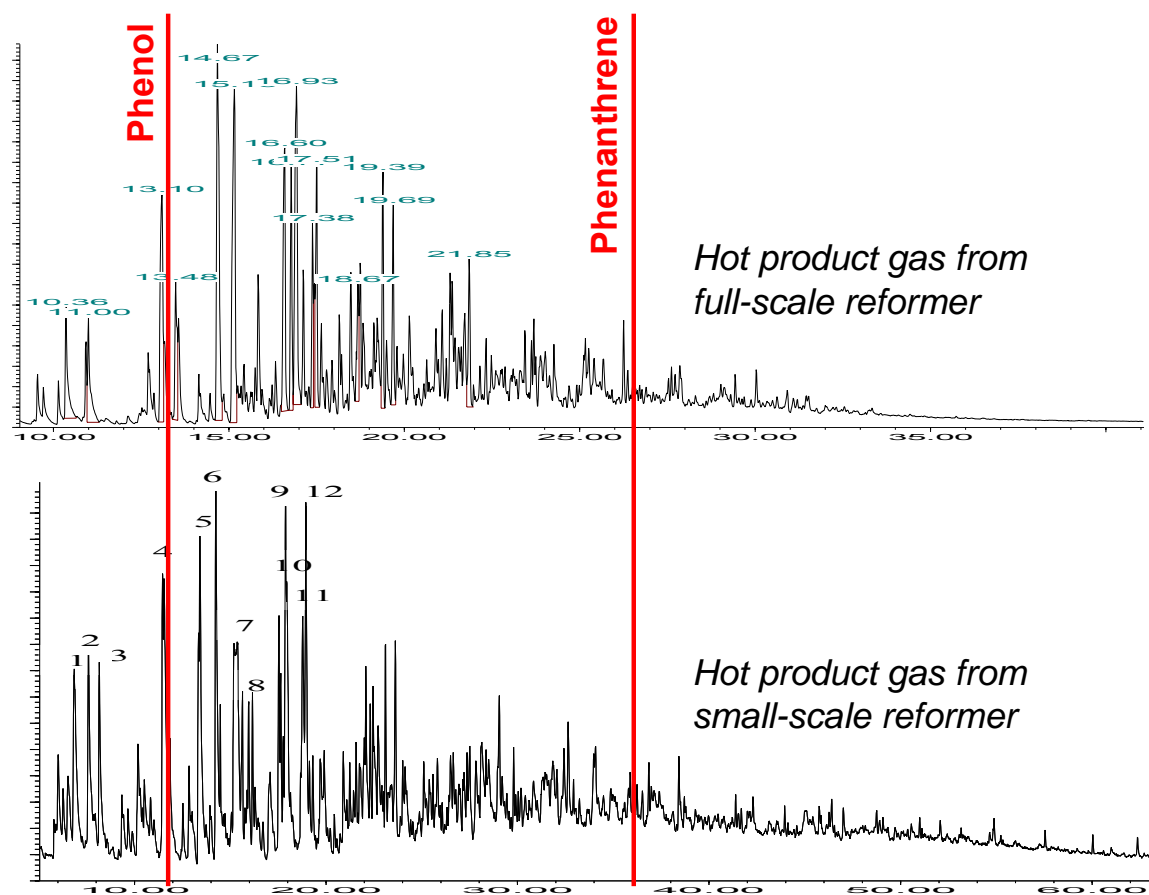 Phenol
Phenanthrene
14.67
16.93
16.60
17.51
19.39
13.10
19.69
17.38
21.85
13.48
18.67
10.36
11.00
Hot product gas from
full-scale reformer
10.00 15.00 20.00 25.00 30.00 35.00
6
9 12
5
4
10
11
7
2
1 3
8
Hot product gas from
small-scale reformer
10.00 20.00 30.00 40.00 50.00 60.00